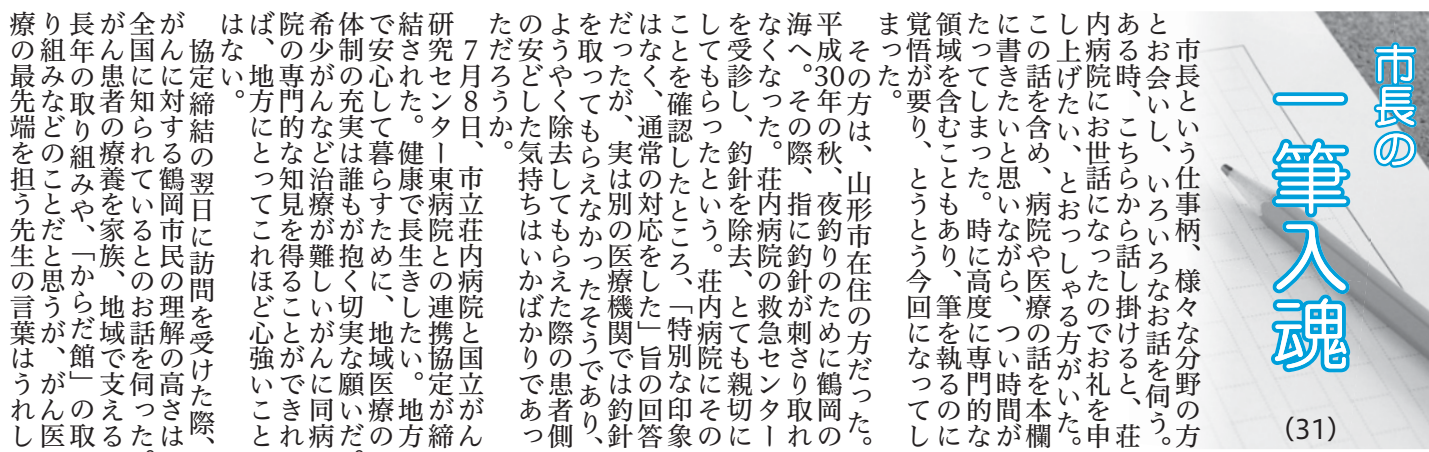 市長の
一筆入魂
(31)
　市長という仕事柄、様々な分野の方
とお会いし、いろいろなお話を伺う。
ある時、こちらから話し掛けると、荘
内病院にお世話になったのでお礼を申
し上げたい、とおっしゃる方がいた。
この話を含め、病院や医療の話を本欄
に書きたいと思いながら、つい時間が
たってしまった。時に高度に専門的な
領域を含むこともあり、筆を執るのに
覚悟が要り、とうとう今回になってし
まった。
　その方は、山形市在住の方だった。
平成30年の秋、夜釣りのために鶴岡の
海へ。その際、指に釣針が刺さり取れ
なくなった。荘内病院の救急センター
を受診し、釣針を除去、とても親切に
してもらったという。荘内病院にその
ことを確認したところ、「特別な印象
はなく、通常の対応をした」旨の回答
だったが、実は別の医療機関では釣針
を取ってもらえなかったそうであり、
ようやく除去してもらえた際の患者側
の安どした気持ちはいかばかりであっ
ただろうか。
　７月８日、市立荘内病院と国立がん
研究センター東病院との連携協定が締
結された。健康で長生きしたい。地方
で安心して暮らすために、地域医療の
体制の充実は誰もが抱く切実な願いだ。
希少がんなど治療が難しいがんに同病
院の専門的な知見を得ることができれ
ば、地方にとってこれほど心強いこと
はない。
　協定締結の翌日に訪問を受けた際、
がんに対する鶴岡市民の理解の高さは
全国に知られているとのお話を伺った。
がん患者の療養を家族、地域で支える
長年の取り組みや、「からだ館」の取
り組みなどのことだと思うが、がん医
療の最先端を担う先生の言葉はうれし